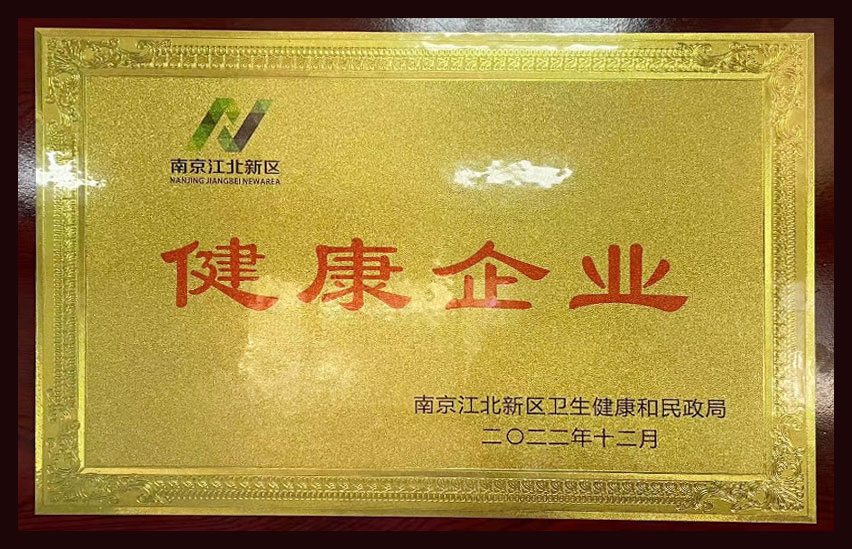 南京江北新区
NANJING JIANGBEI NEWAREA
健康企业
南京江北新区卫生健康和民政局
二〇二二年十二月